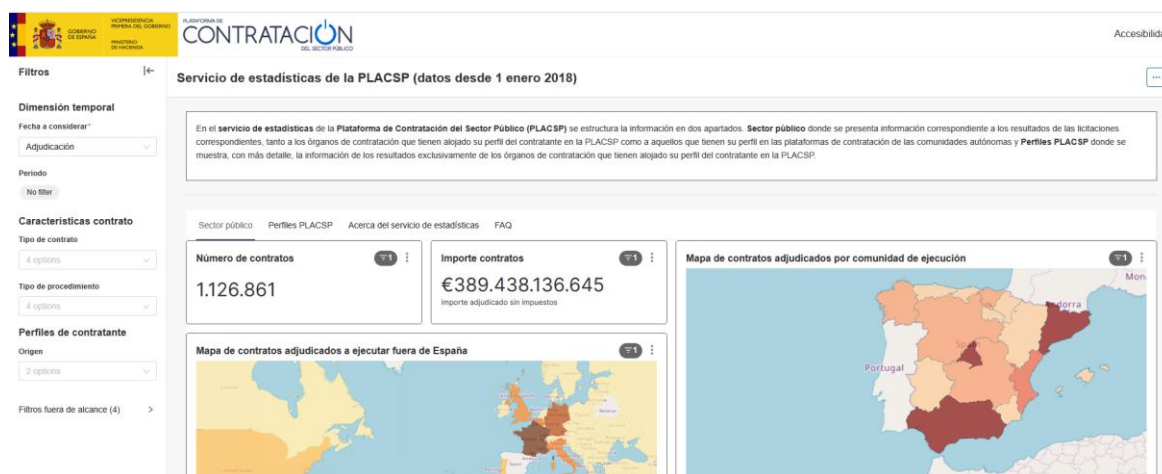 GOBIERNO
DE ESPAÑA
VICEPRESIDENCIA
PRIMERA DEL GOBIERNO
MINISTERIO
DE HACIENDA
PLATAFORMA DE
CONTRATACIÓN
DEL SECTOR PÚBLICO
Accesibilida
Filtros
Servicio de estadísticas de la PLACSP (datos desde 1 enero 2018)
Dimensión temporal
Fecha a considerar*
Adjudicación
Periodo
No filter
Características contrato
Tipo de contrato
4 options
Tipo de procedimiento
4 options
Perfiles de contratante
Origen
2 options
Filtros fuera de alcance (4)
En el servicio de estadísticas de la Plataforma de Contratación del Sector Público (PLACSP) se estructura la información en dos apartados. Sector público donde se presenta información correspondiente a los resultados de las licitaciones
correspondientes, tanto a los órganos de contratación que tienen alojado su perfil del contratante en la PLACSP como a aquellos que tienen su perfil en las plataformas de contratación de las comunidades autónomas y Perfiles PLACSP donde se
muestra, con más detalle, la información de los resultados exclusivamente de los órganos de contratación que tienen alojado su perfil del contratante en la PLACSP.
Sector público Perfiles PLACSP Acerca del servicio de estadísticas FAQ
Número de contratos 1
1.126.861
Importe contratos 1
€389.438.136.645
importe adjudicado sin impuestos
Mapa de contratos adjudicados por comunidad de ejecución 1
Mon
Andorra
Spain
Portugal
Mapa de contratos adjudicados a ejecutar fuera de España 1